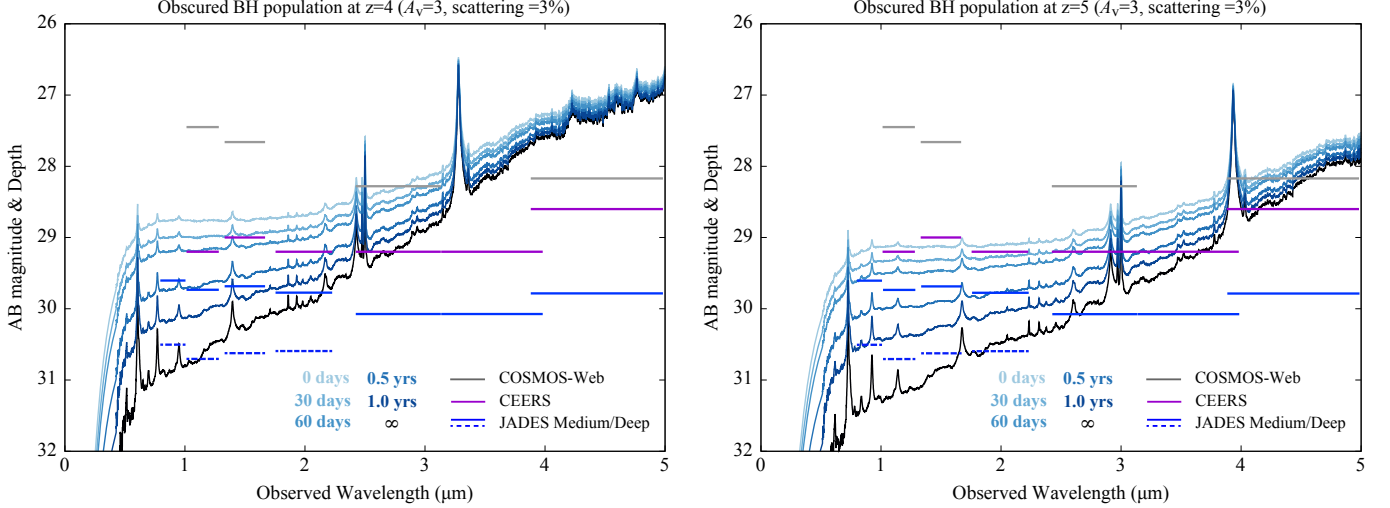 Obscured BH population at z=4 (Av=3, scattering =3%)
26
27
28
29
30
31
32
AB magnitude & Depth
0 days 0.5 yrs
30 days 1.0 yrs
60 days ∞
COSMOS-Web
CEERS
JADES Medium/Deep
0 1 2 3 4 5
Observed Wavelength (μm)
Obscured BH population at z=5 (Av=3, scattering =3%)
26
27
28
29
30
31
32
AB magnitude & Depth
0 days 0.5 yrs
30 days 1.0 yrs
60 days ∞
COSMOS-Web
CEERS
JADES Medium/Deep
0 1 2 3 4 5
Observed Wavelength (μm)